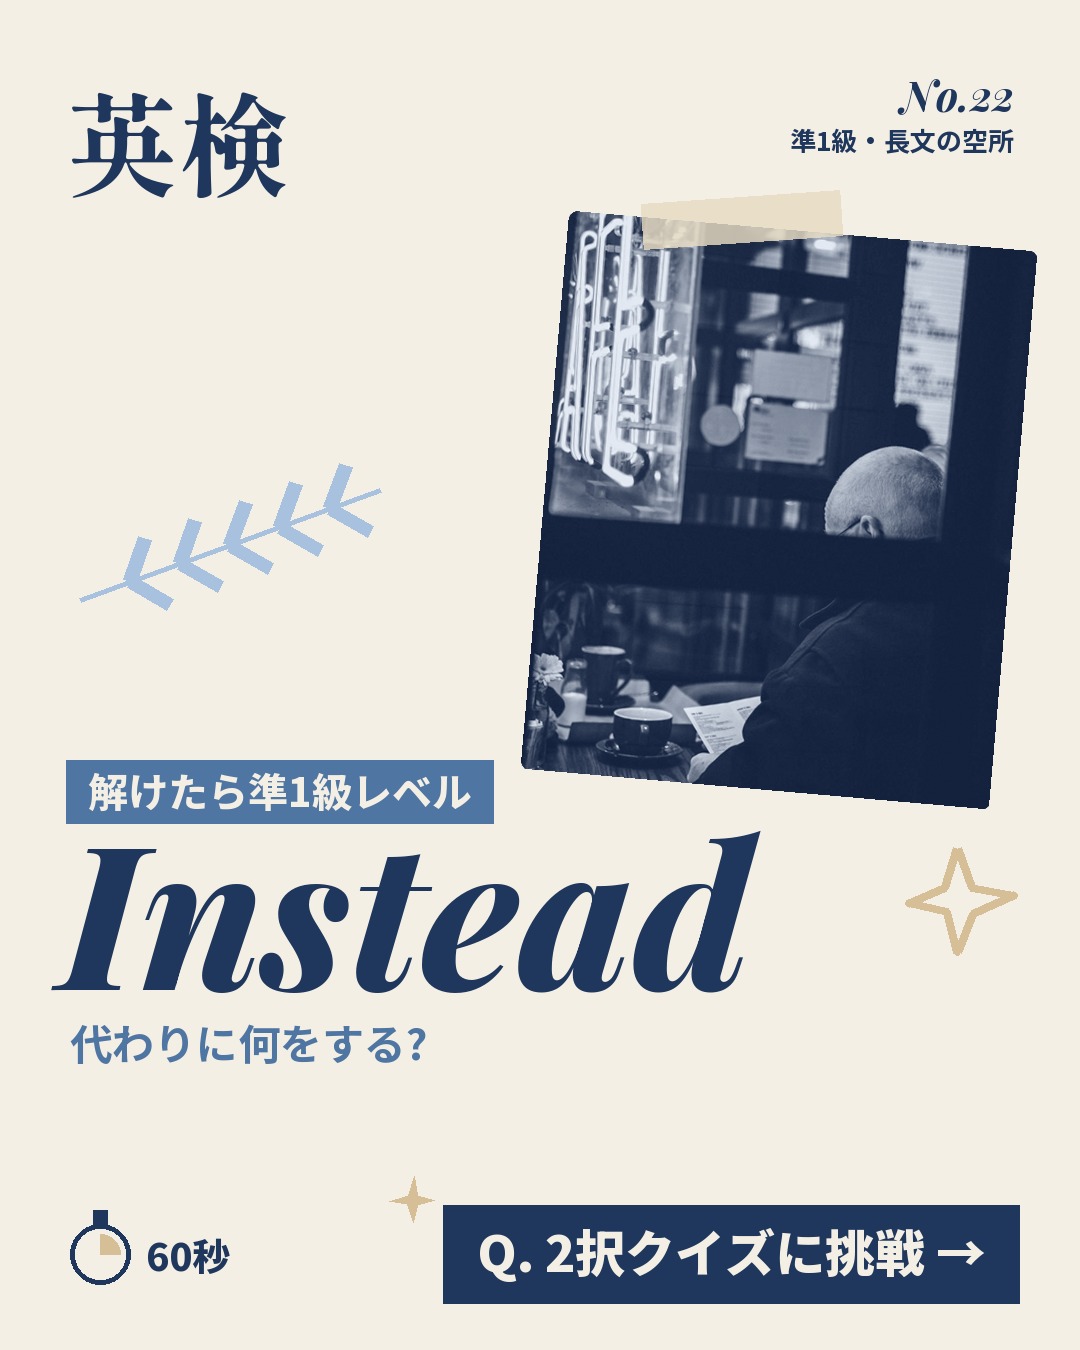 英検
No.22
準1級・長文の空所
解けたら準1級レベル
Instead
代わりに何をする?
60秒
Q. 2択クイズに挑戦→